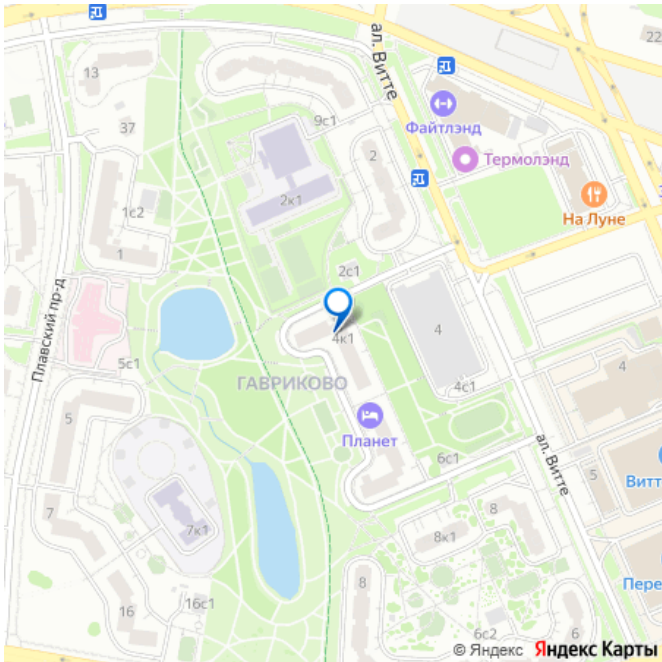 22
ал. Витте
13
Файтлэнд
37
9с1
2
Термолэнд
2к1
На Луне
1с2
1
2с1
Плавский пр-д
4к1
4
5с1
ГАВРИКОВО
4с1
4
5
Планет
ал. Витте
6с1
Витт
5
7
7к1
8
8к1
8
Пере
16с1
16
6с2
6
© Яндекс
Яндекс Карты